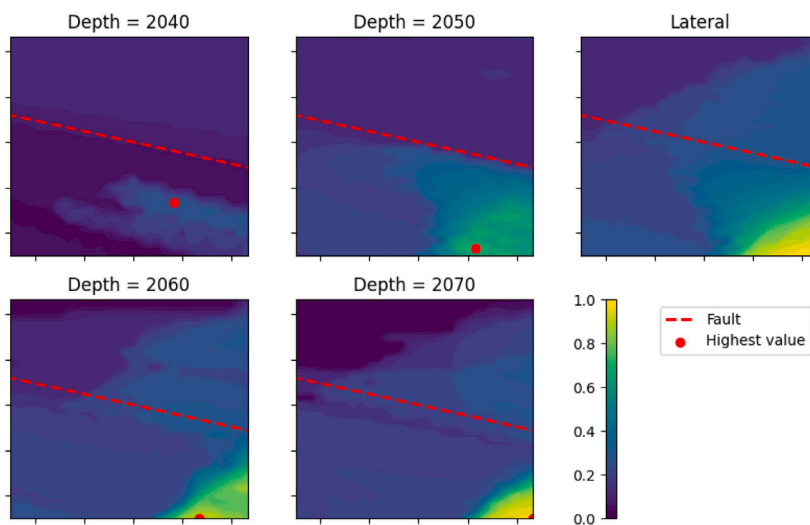 Depth = 2040
Depth = 2050
Lateral
Depth = 2060
Depth = 2070
1.0
0.8
0.6
0.4
0.2
0.0
Fault
Highest value